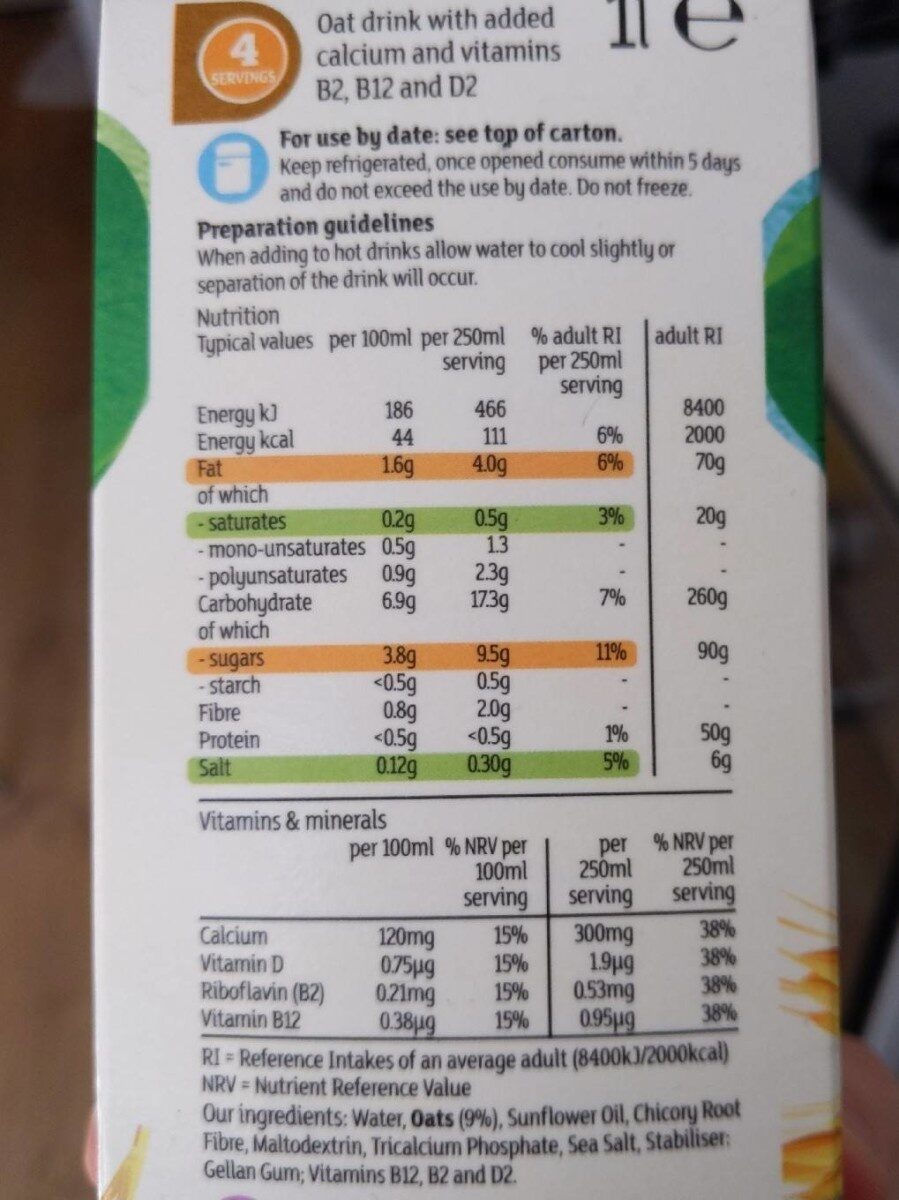 4
SERVINGS
Oat drink with added
calcium and vitamins
B2, B12 and D2
1l e
For use by date: see top of carton.
Keep refrigerated, once opened consume within 5 days
and do not exceed the use by date. Do not freeze.
Preparation guidelines
When adding to hot drinks allow water to cool slightly or
separation of the drink will occur.
Nutrition
Typical values per 100ml per 250ml % adult RI adult RI
serving per 250ml
serving
Energy kJ 186 466 8400
Energy kcal 44 111 6% 2000
Fat 1.6g 4.0g 6% 70g
of which
- saturates 0.2g 0.5g 3% 20g
- mono-unsaturates 0.5g 1.3 - -
- polyunsaturates 0.9g 2.3g - -
Carbohydrate 6.9g 17.3g 7% 260g
of which
- sugars 3.8g 9.5g 11% 90g
- starch <0.5g 0.5g - -
Fibre 0.8g 2.0g - -
Protein <0.5g <0.5g 1% 50g
Salt 0.12g 0.30g 5% 6g
Vitamins & minerals
per 100ml % NRV per per % NRV per
100ml 250ml 250ml
serving serving serving
Calcium 120mg 15% 300mg 38%
Vitamin D 0.75µg 15% 1.9µg 38%
Riboflavin (B2) 0.21mg 15% 0.53mg 38%
Vitamin B12 0.38µg 15% 0.95µg 38%
RI = Reference Intakes of an average adult (8400kJ/2000kcal)
NRV = Nutrient Reference Value
Our ingredients: Water, Oats (9%), Sunflower Oil, Chicory Root
Fibre, Maltodextrin, Tricalcium Phosphate, Sea Salt, Stabiliser:
Gellan Gum; Vitamins B12, B2 and D2.